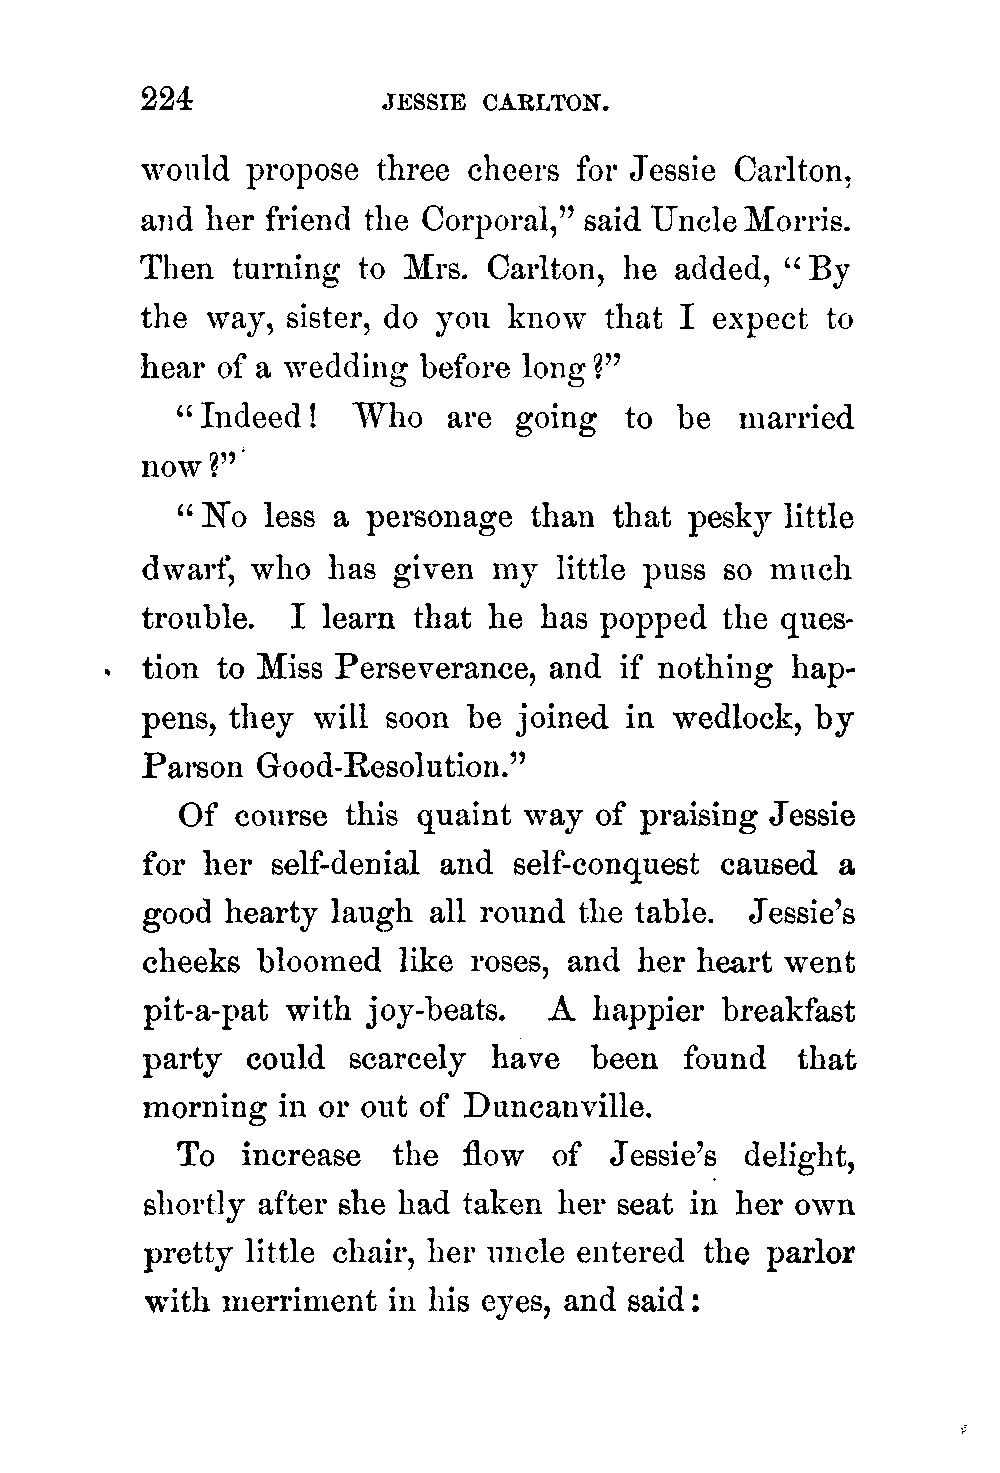 224 JESSIE CARLTON.
would propose three cheers for Jessie Carlton,
and her friend the Corporal,” said Uncle Morris.
Then turning to Mrs. Carlton, he added, “By
the way, sister, do you know that I expect to
hear of a wedding before long?”
“Indeed! Who are going to be married
now?”
“No less a personage than that pesky little
dwarf, who has given my little puss so much
trouble. I learn that he has popped the ques-
tion to Miss Perseverance, and if nothing hap-
pens, they will soon be joined in wedlock, by
Parson Good-Resolution.”
Of course this quaint way of praising Jessie
for her self-denial and self-conquest caused a
good hearty laugh all round the table. Jessie’s
cheeks bloomed like roses, and her heart went
pit-a-pat with joy-beats. A happier breakfast
party could scarcely have been found that
morning in or out of Duncanville.
To increase the flow of Jessie’s delight,
shortly after she had taken her seat in her own
pretty little chair, her uncle entered the parlor
with merriment in his eyes, and said: